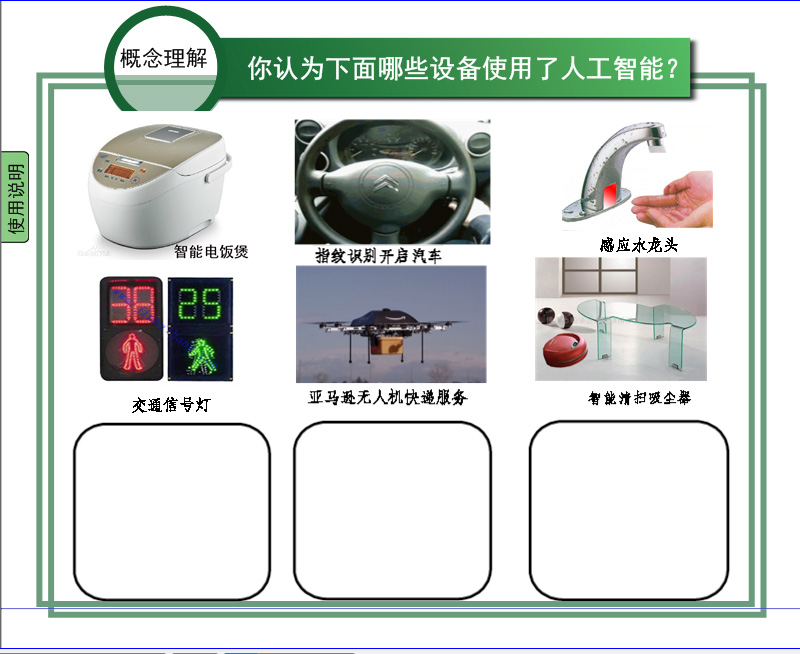 概念理解
你认为下面哪些设备使用了人工智能？
使用说明
智能电饭煲
指纹识别开启汽车
感应水龙头
38
25
交通信号灯
亚马逊无人机快递服务
智能清扫吸尘器